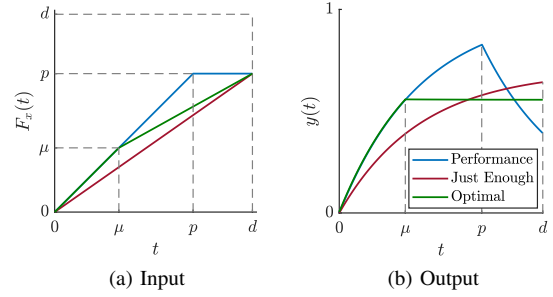 d
p
μ
0
F_x(t)
0
μ
p
d
t
(a) Input
1
0
y(t)
Performance
Just Enough
Optimal
0
μ
p
d
t
(b) Output